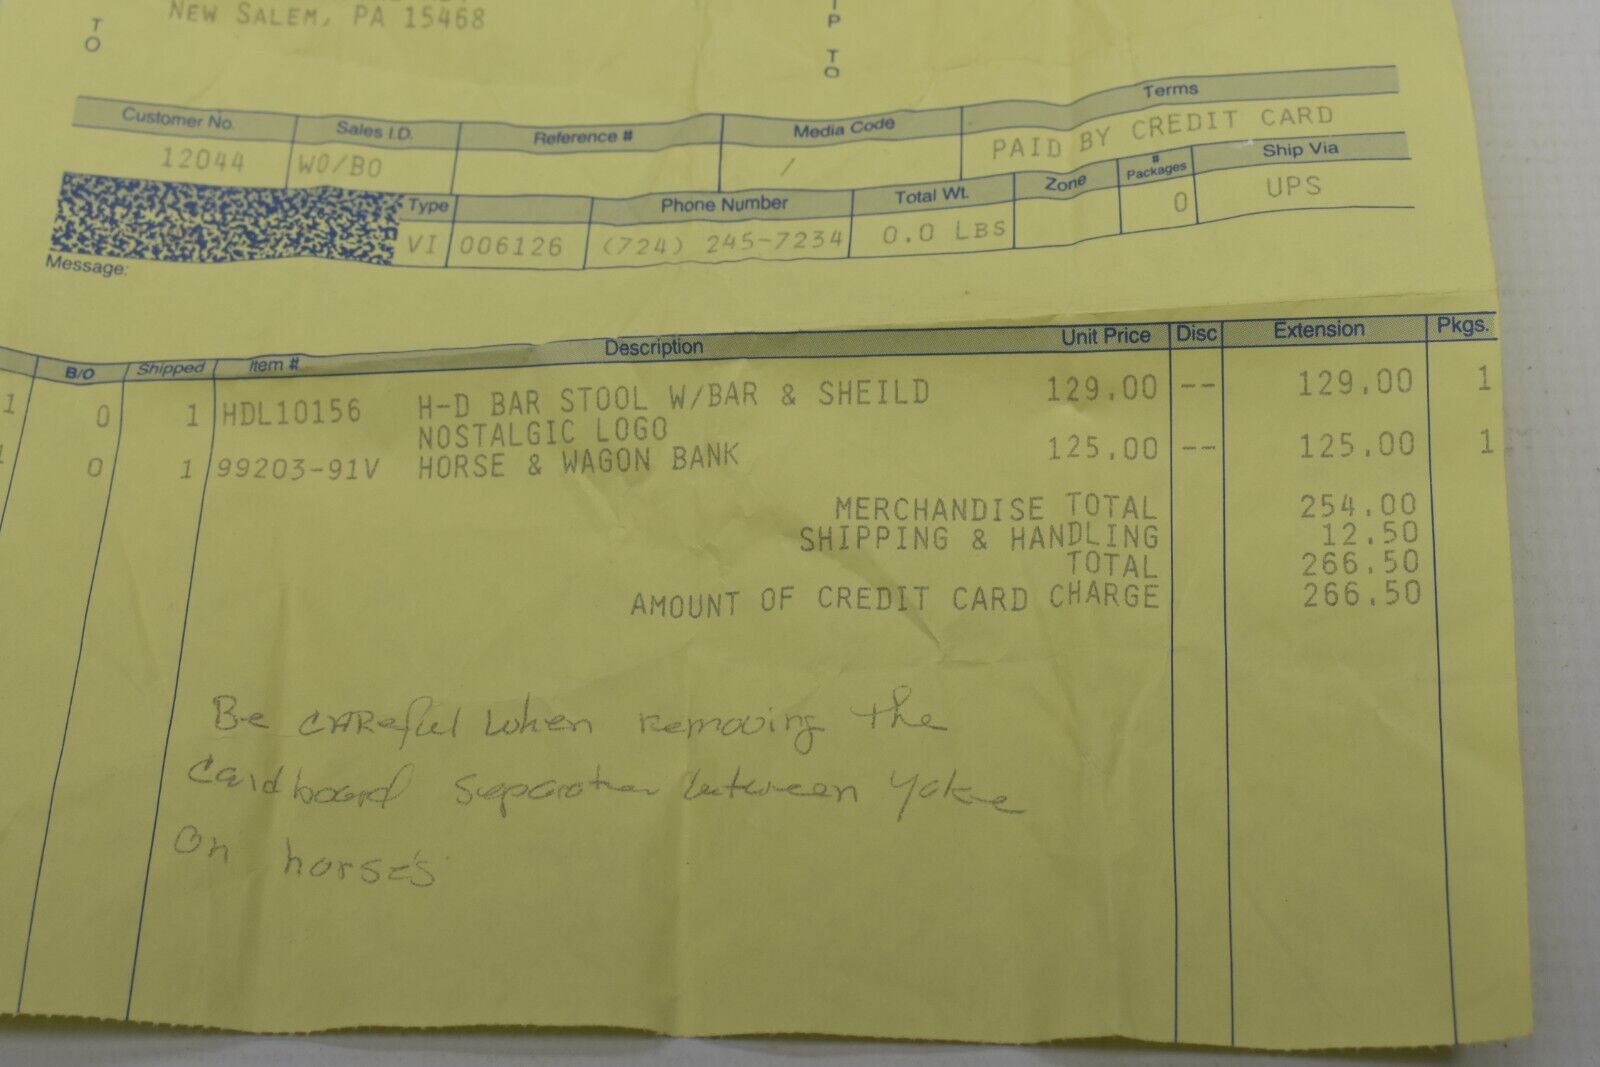 NEW SALEM, PA 15468
T
O
P
T
O
Customer No. Sales I.D. Reference # Media Code Terms
12044 WO/BO / PAID BY CREDIT CARD
Type Phone Number Total Wt. Zone # Packages Ship Via
VI 006126 (724) 245-7234 0.0 LBS 0 UPS
Message:
B/O Shipped Item # Description Unit Price Disc Extension Pkgs.
1 0 1 HDL10156 H-D BAR STOOL W/BAR & SHEILD 129.00 -- 129.00 1
NOSTALGIC LOGO
1 0 1 99203-91V HORSE & WAGON BANK 125.00 -- 125.00 1
MERCHANDISE TOTAL 254.00
SHIPPING & HANDLING 12.50
TOTAL 266.50
AMOUNT OF CREDIT CARD CHARGE 266.50
Be CAREful when Removing the
Cardboard separator between yoke
On horse's